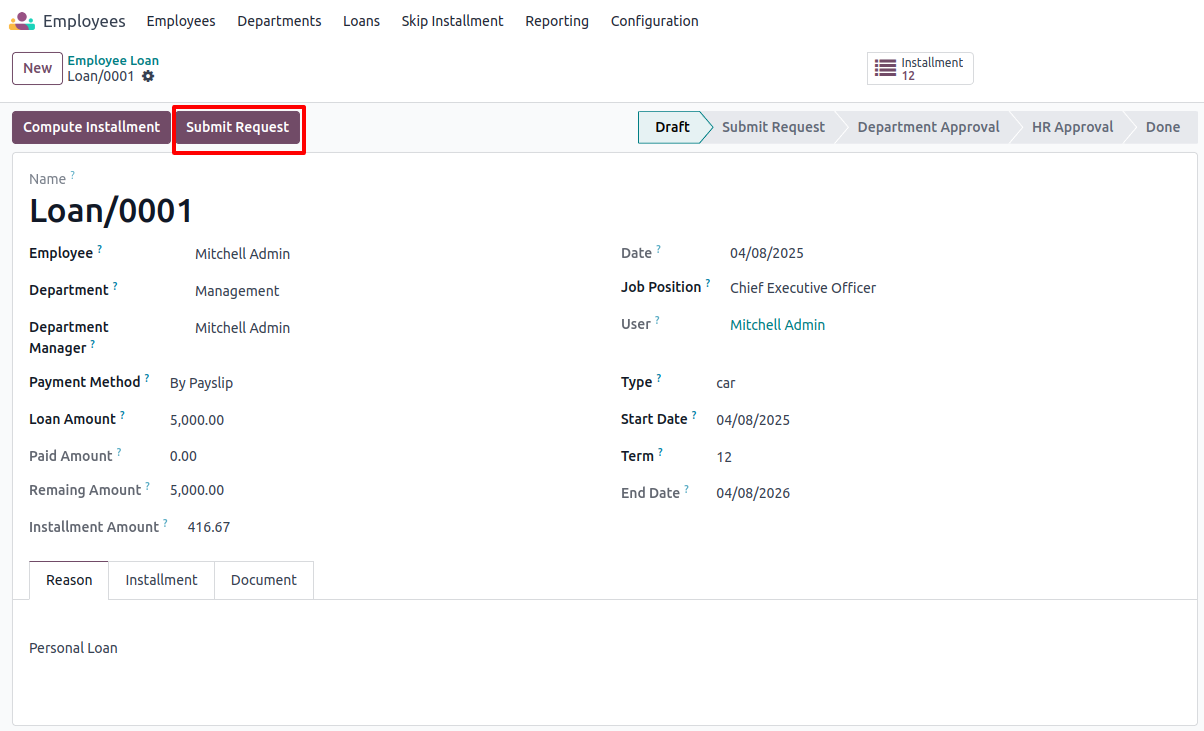 Employees Employees Departments Loans Skip Installment Reporting Configuration
New
Employee Loan
Loan/0001
Installment
12
Compute Installment Submit Request Draft Submit Request Department Approval HR Approval Done
Name ?
Loan/0001
Employee ? Mitchell Admin Date ? 04/08/2025
Department ? Management Job Position ? Chief Executive Officer
Department
Manager ? Mitchell Admin User ? Mitchell Admin
Payment Method ? By Payslip Type ? car
Loan Amount ? 5,000.00 Start Date ? 04/08/2025
Paid Amount ? 0.00 Term ? 12
Remaing Amount ? 5,000.00 End Date ? 04/08/2026
Installment Amount ? 416.67
Reason Installment Document
Personal Loan